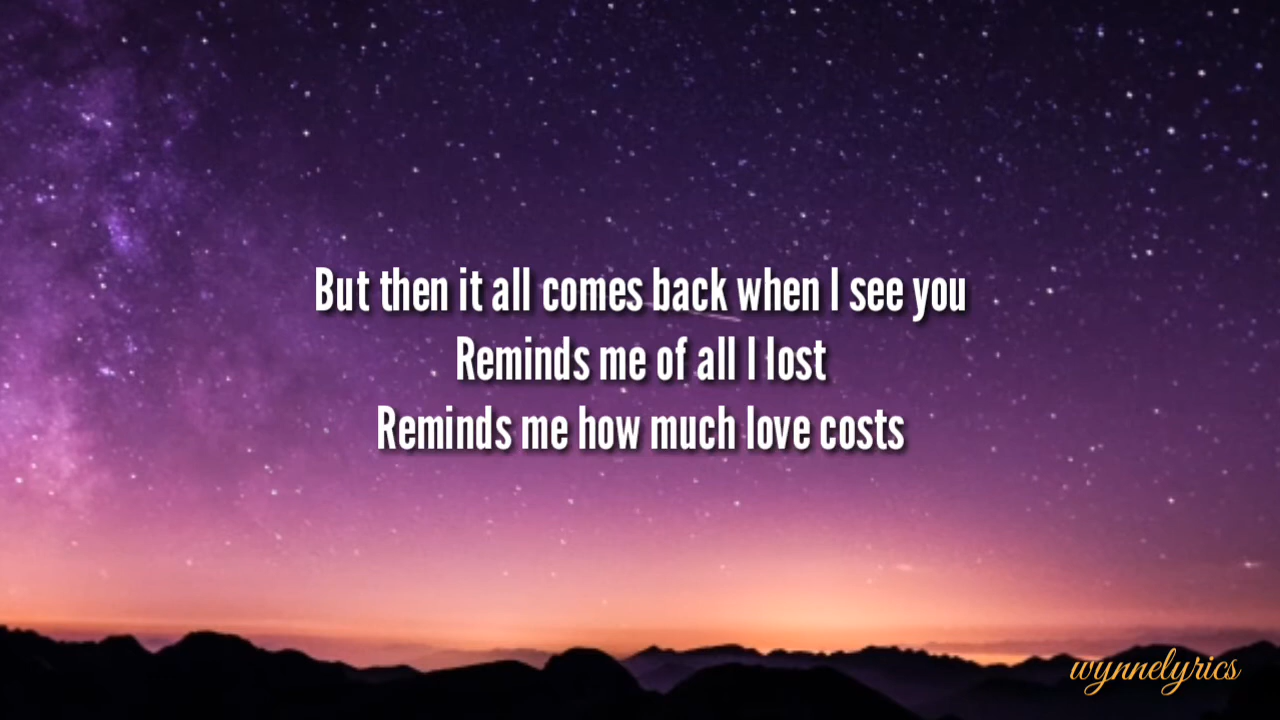 But then it all comes back when I see you
Reminds me of all I lost
Reminds me how much love costs
wynnelyrics